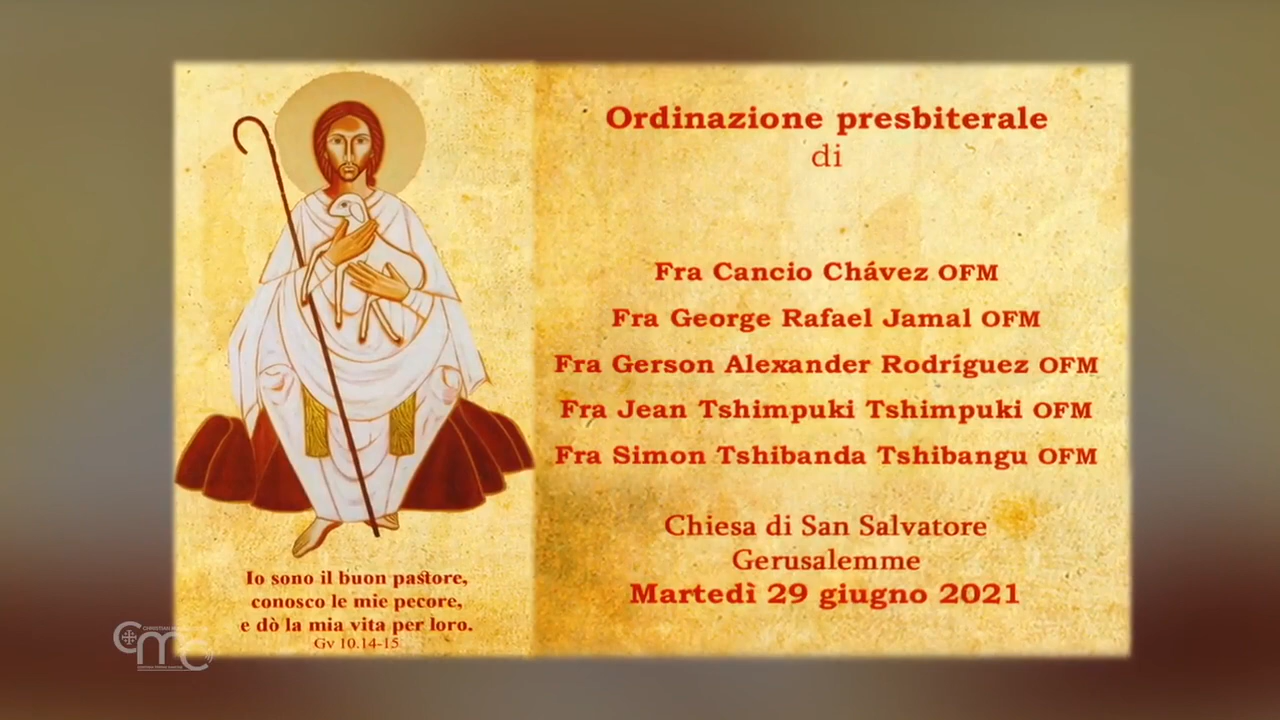 Ordinazione presbiterale
di
Fra Cancio Chávez OFM
Fra George Rafael Jamal OFM
Fra Gerson Alexander Rodríguez OFM
Fra Jean Tshimpuki Tshimpuki OFM
Fra Simon Tshibanda Tshibangu OFM
Chiesa di San Salvatore
Gerusalemme
Martedì 29 giugno 2021
Io sono il buon pastore,
conosco le mie pecore,
e dò la mia vita per loro.
Gv 10.14-15
CMC
CHRISTIAN